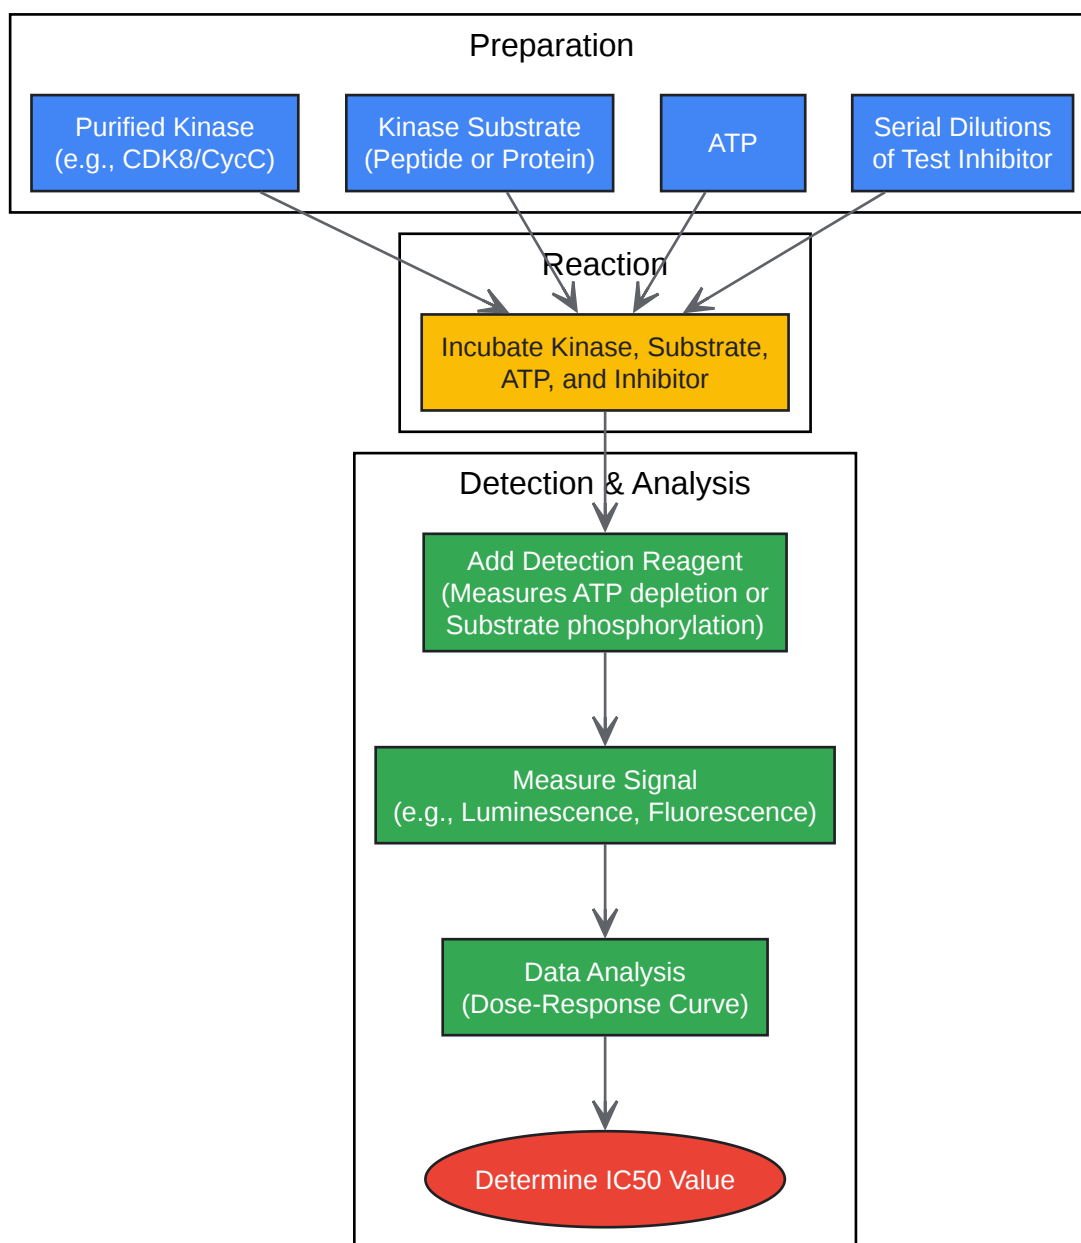 Preparation
Purified Kinase
(e.g., CDK8/CycC)
Kinase Substrate
(Peptide or Protein)
ATP
Serial Dilutions
of Test Inhibitor
Reaction
Incubate Kinase, Substrate,
ATP, and Inhibitor
Detection & Analysis
Add Detection Reagent
(Measures ATP depletion or
Substrate phosphorylation)
Measure Signal
(e.g., Luminescence, Fluorescence)
Data Analysis
(Dose-Response Curve)
Determine IC50 Value